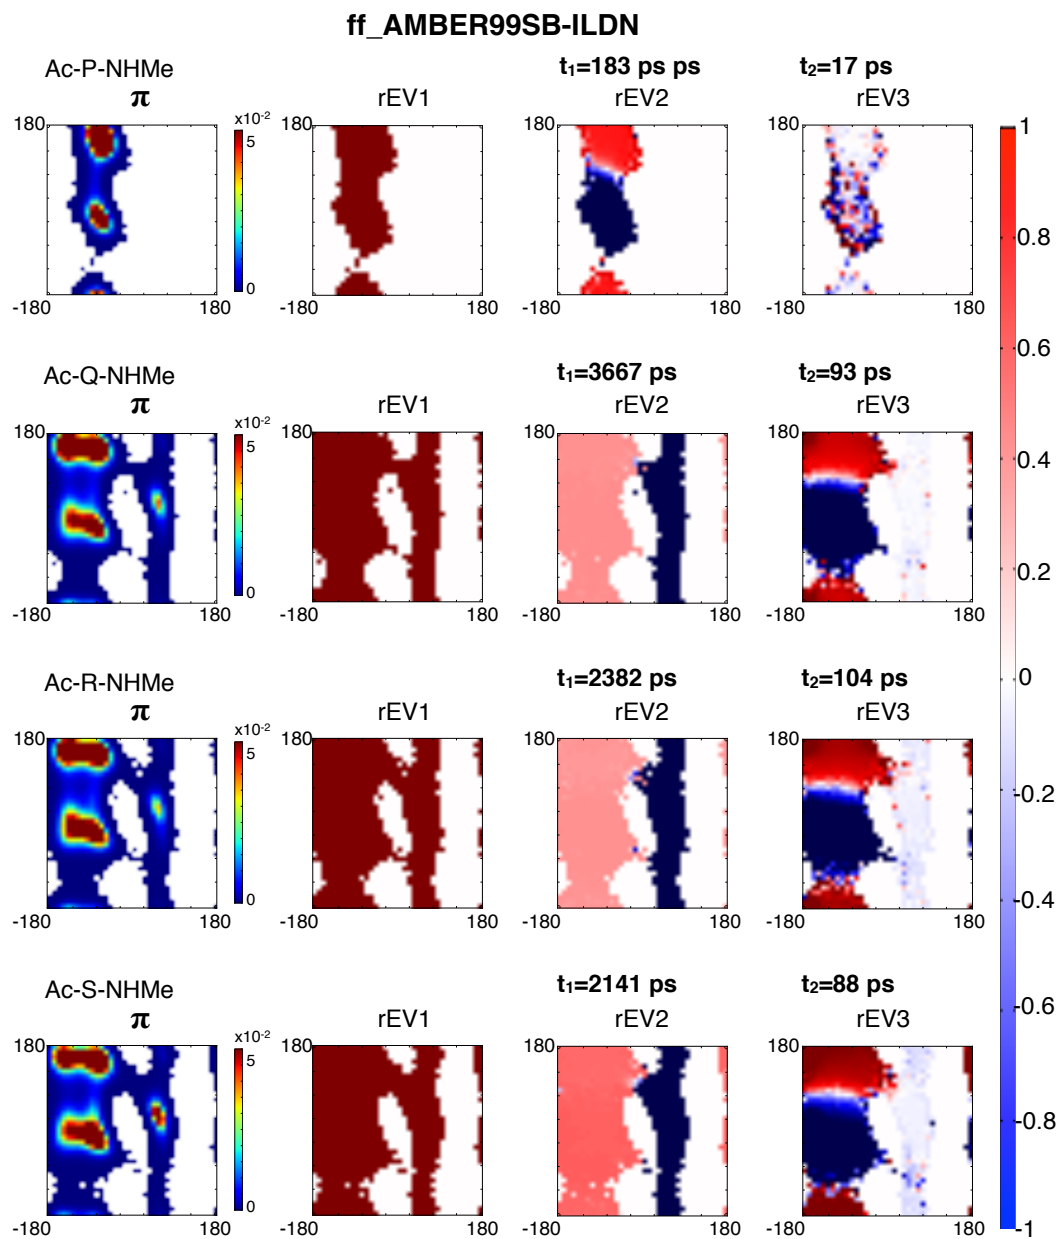 ff_AMBER99SB-ILDN
Ac-P-NHMe
t1=183 ps ps
t2=17 ps
π
rEV1
rEV2
rEV3
x10-2
5
0
180
-180
180
180
-180
180
180
-180
180
180
-180
180
Ac-Q-NHMe
t1=3667 ps
t2=93 ps
π
rEV1
rEV2
rEV3
x10-2
5
0
180
-180
180
180
-180
180
180
-180
180
180
-180
180
Ac-R-NHMe
t1=2382 ps
t2=104 ps
π
rEV1
rEV2
rEV3
x10-2
5
0
180
-180
180
180
-180
180
180
-180
180
180
-180
180
Ac-S-NHMe
t1=2141 ps
t2=88 ps
π
rEV1
rEV2
rEV3
x10-2
5
0
180
-180
180
180
-180
180
180
-180
180
180
-180
180
1
0.8
0.6
0.4
0.2
0
-0.2
-0.4
-0.6
-0.8
-1